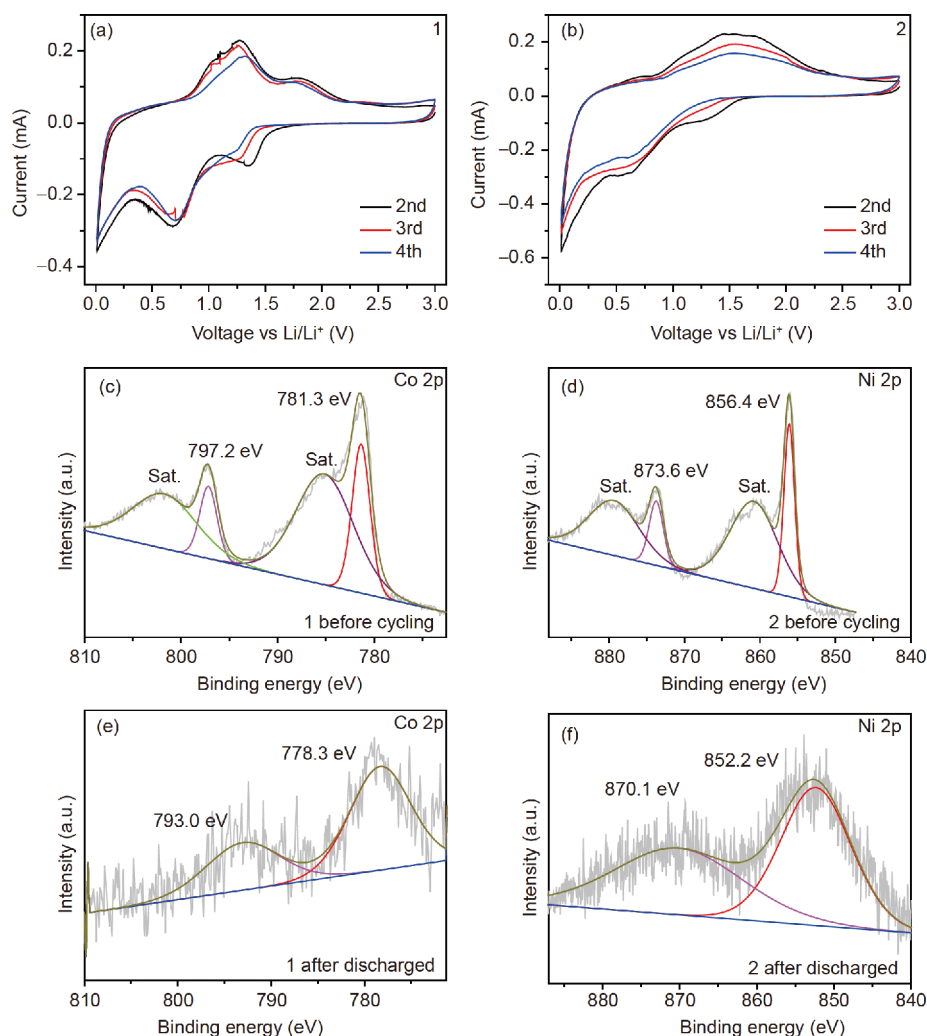 (a) 1
0.2
0.0
−0.2
−0.4
Current (mA)
2nd
3rd
4th
0.0 0.5 1.0 1.5 2.0 2.5 3.0
Voltage vs Li/Li⁺ (V)
(b) 2
0.4
0.2
0.0
−0.2
−0.4
−0.6
Current (mA)
2nd
3rd
4th
0.0 0.5 1.0 1.5 2.0 2.5 3.0
Voltage vs Li/Li⁺ (V)
(c) Co 2p
781.3 eV
797.2 eV
Sat. Sat.
Intensity (a.u.)
1 before cycling
810 800 790 780
Binding energy (eV)
(d) Ni 2p
856.4 eV
873.6 eV
Sat. Sat.
Intensity (a.u.)
2 before cycling
880 870 860 850 840
Binding energy (eV)
(e) Co 2p
778.3 eV
793.0 eV
Intensity (a.u.)
1 after discharged
810 800 790 780
Binding energy (eV)
(f) Ni 2p
852.2 eV
870.1 eV
Intensity (a.u.)
2 after discharged
880 870 860 850 840
Binding energy (eV)